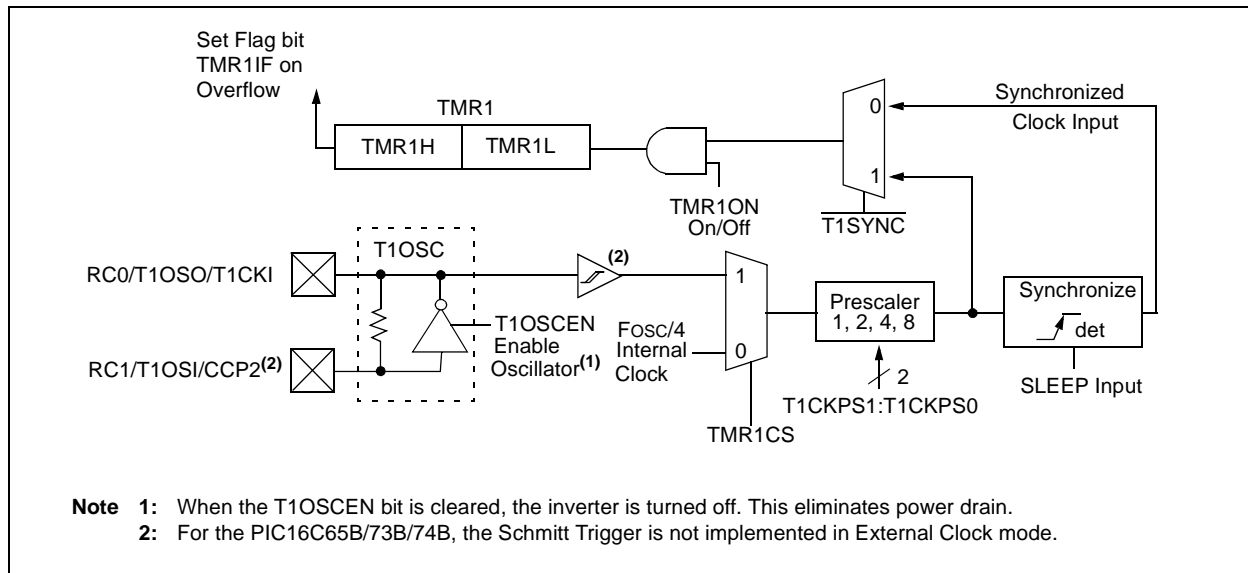 Set Flag bit
TMR1IF on
Overflow
TMR1
TMR1H
TMR1L
TMR1ON
On/Off
0
1
T1SYNC
Synchronized
Clock Input
T1OSC
RC0/T1OSO/T1CKI
RC1/T1OSI/CCP2(2)
T1OSCEN
Enable
Oscillator(1)
(2)
1
0
FOSC/4
Internal
Clock
TMR1CS
Prescaler
1, 2, 4, 8
2
T1CKPS1:T1CKPS0
Synchronize
det
SLEEP Input
Note 1: When the T1OSCEN bit is cleared, the inverter is turned off. This eliminates power drain.
2: For the PIC16C65B/73B/74B, the Schmitt Trigger is not implemented in External Clock mode.